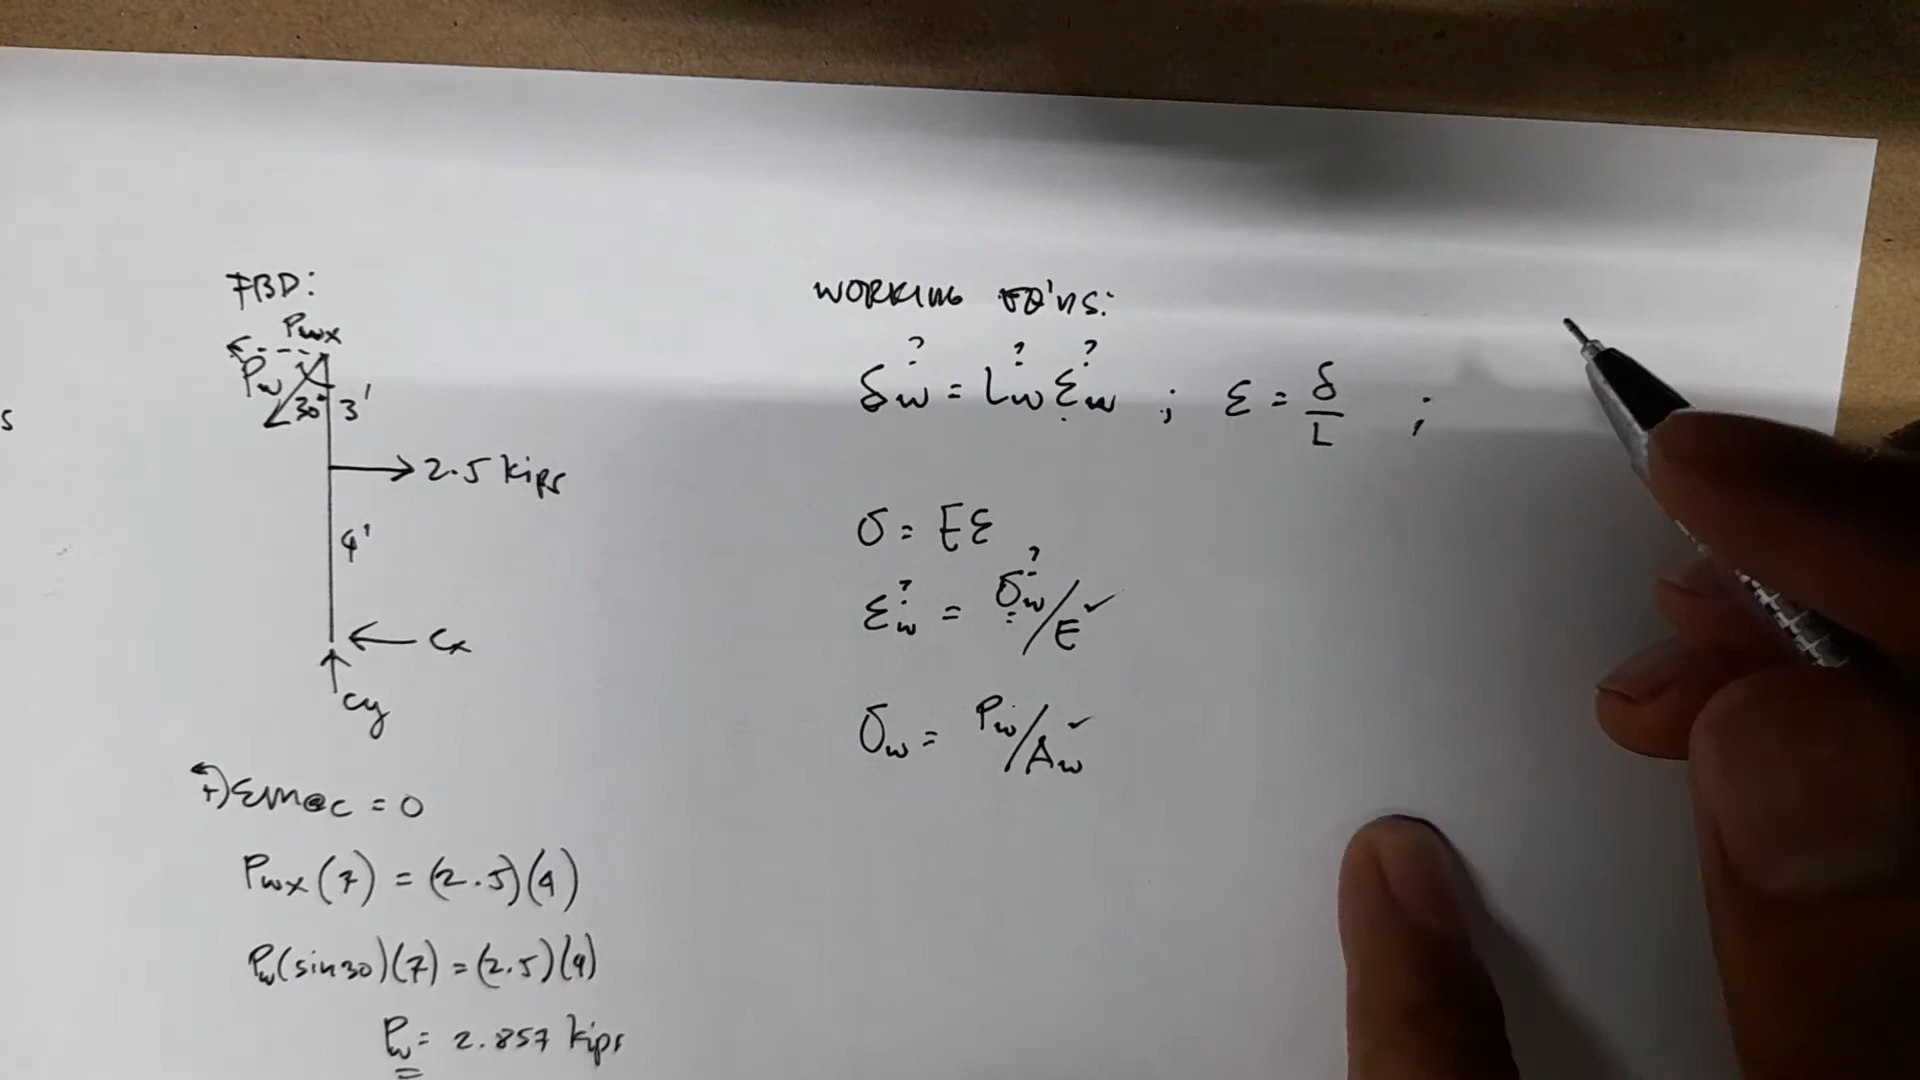 s
FBD:
Pwx
Pw
30°
3'
2.5 kips
4'
Cx
Cy
+) ΣM@C = 0
Pwx (7) = (2.5)(4)
Pw(sin30)(7) = (2.5)(4)
Pw = 2.857 kips
WORKING EQ'NS:
? ? ?
δw = Lw εw ; ε = δ/L ;
σ = Eε
? ?
εw = σw/E ✓
σw = Pw/Aw ✓